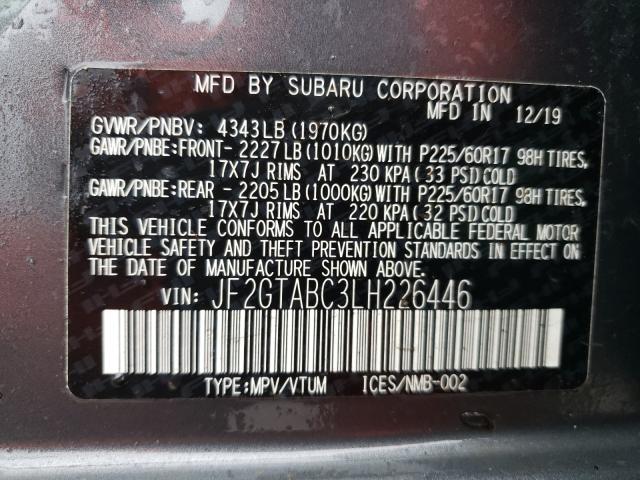 MFD BY SUBARU CORPORATION
MFD IN 12/19
GVWR/PNBV: 4343LB(1970KG)
GAWR/PNBE:FRONT- 2227LB(1010KG)WITH P225/60R17 98H TIRES,
17X7J RIMS AT 230 KPA(33 PSI)COLD
GAWR/PNBE:REAR - 2205LB(1000KG)WITH P225/60R17 98H TIRES,
17X7J RIMS AT 220 KPA(32 PSI)COLD
THIS VEHICLE CONFORMS TO ALL APPLICABLE FEDERAL MOTOR
VEHICLE SAFETY AND THEFT PREVENTION STANDARDS IN EFFECT ON
THE DATE OF MANUFACTURE SHOWN ABOVE.
VIN: JF2GTABC3LH226446
TYPE:MPV/VTUM ICES/NMB-002